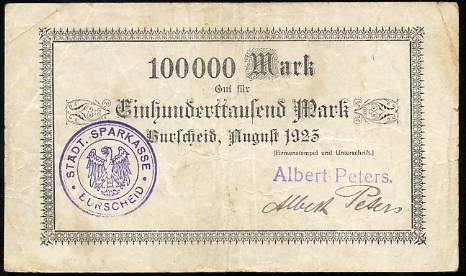 100000 Mark
Gut für
Einhunderttausend Mark
Burscheid, August 1923
(Firmenstempel und Unterschrift.)
Albert Peters.
Albert Peters
STÄDT. SPARKASSE
BURSCHEID